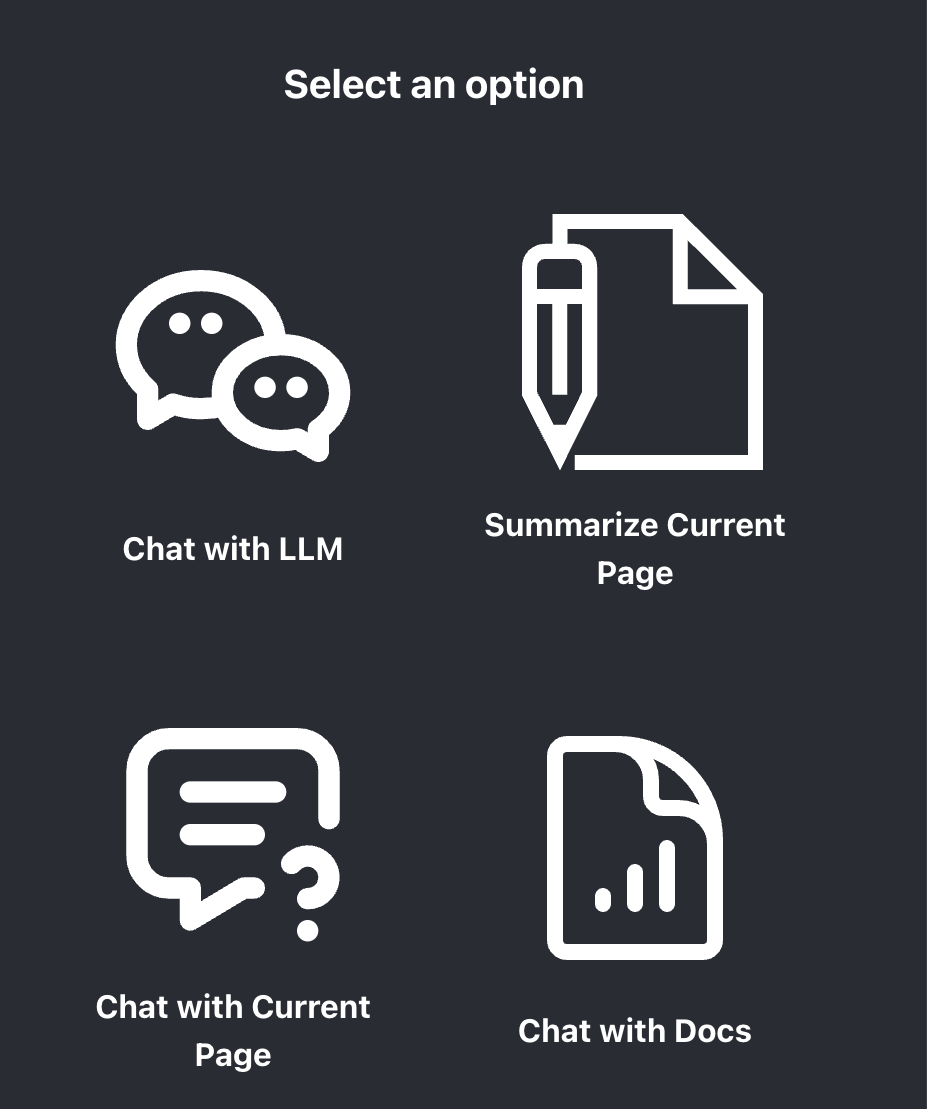 Select an option
Chat with LLM
Summarize Current
Page
Chat with Current
Page
Chat with Docs